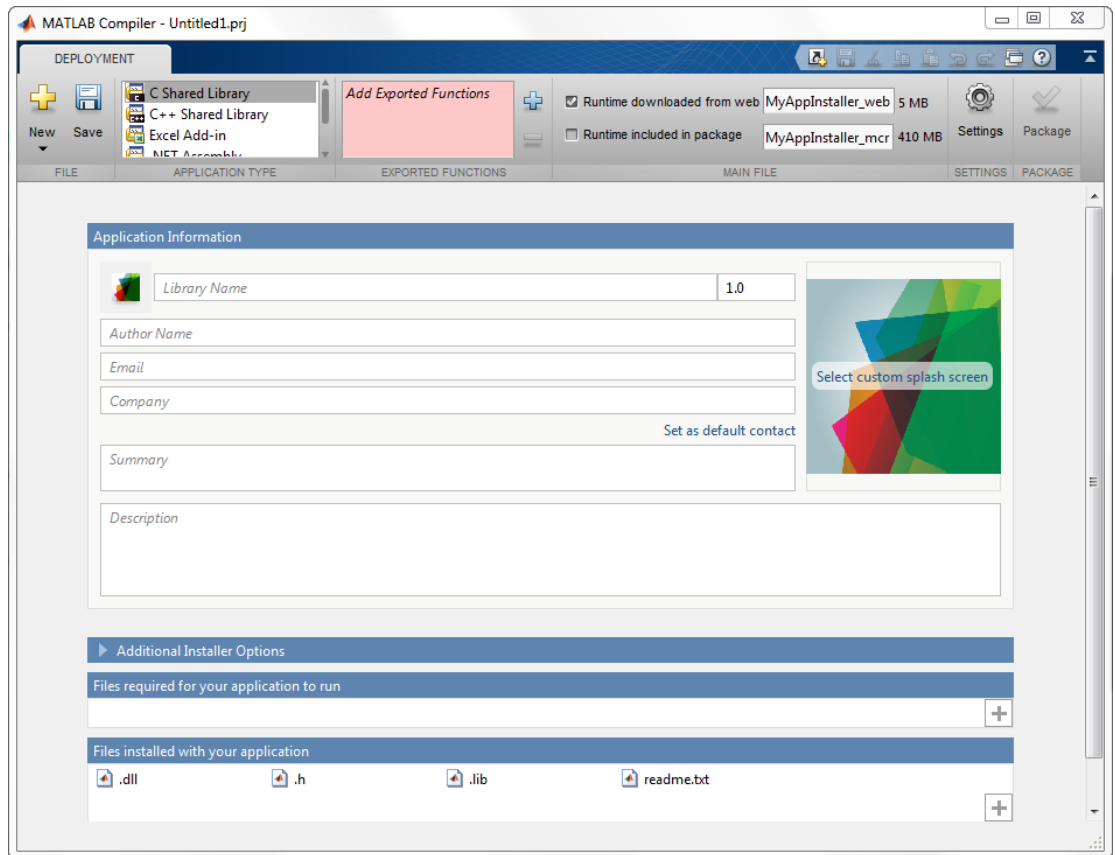 MATLAB Compiler - Untitled1.prj
DEPLOYMENT
New
Save
FILE
C Shared Library
C++ Shared Library
Excel Add-in
.NET Assembly
APPLICATION TYPE
Add Exported Functions
EXPORTED FUNCTIONS
Runtime downloaded from web MyAppInstaller_web 5 MB
Runtime included in package MyAppInstaller_mcr 410 MB
MAIN FILE
Settings
SETTINGS
Package
PACKAGE
Application Information
Library Name 1.0
Author Name
Email
Company
Set as default contact
Summary
Select custom splash screen
Description
Additional Installer Options
Files required for your application to run
Files installed with your application
.dll .h .lib readme.txt